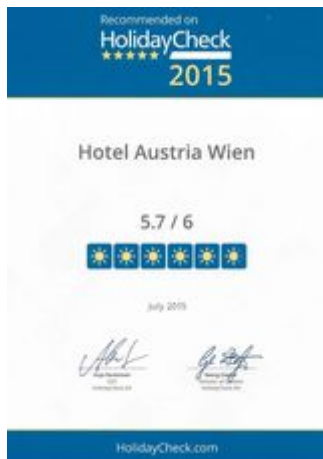 Recommended on
HolidayCheck
2015
Hotel Austria Wien
5.7 / 6
July 2015
HolidayCheck.com